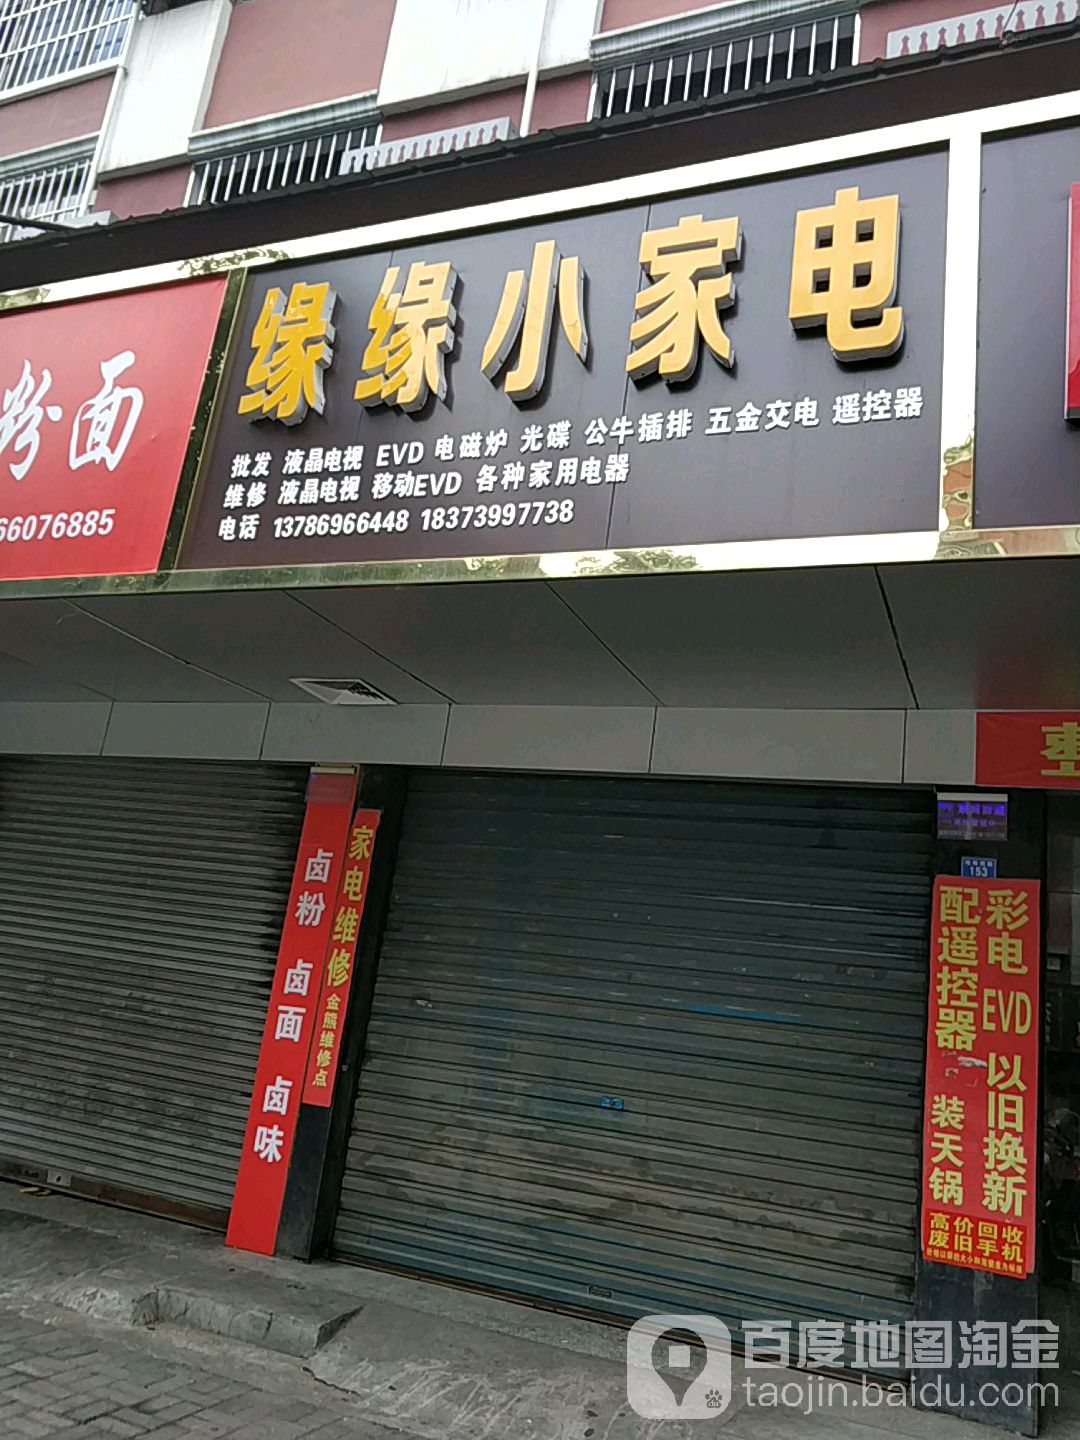 缘缘小家电
批发 液晶电视 EVD 电磁炉 光碟 公牛插排 五金交电 遥控器
维修 液晶电视 移动EVD 各种家用电器
电话 13786966448 18373997738
粉面
66076885
卤粉 卤面 卤味
家电维修
金熊维修点
153
彩电EVD以旧换新
配遥控器 装天锅
高价回收
废旧手机
百度地图淘金
taojin.baidu.com